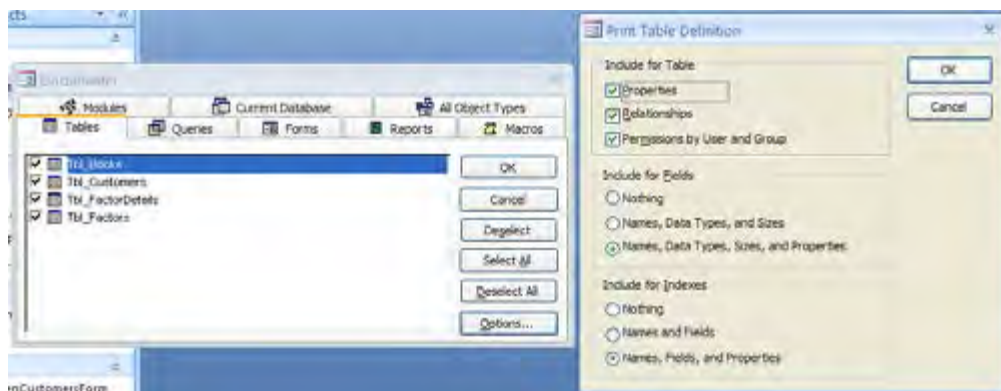 cts
Documenter
Modules
Current Database
All Object Types
Tables
Queries
Forms
Reports
Macros
Tbl_Books
Tbl_Customers
Tbl_FactorDetails
Tbl_Factors
OK
Cancel
Deselect
Select All
Deselect All
Options...
enCustomersForm
Print Table Definition
Include for Table
Properties
Relationships
Permissions by User and Group
OK
Cancel
Include for Fields
Nothing
Names, Data Types, and Sizes
Names, Data Types, Sizes, and Properties
Include for Indexes
Nothing
Names and Fields
Names, Fields, and Properties